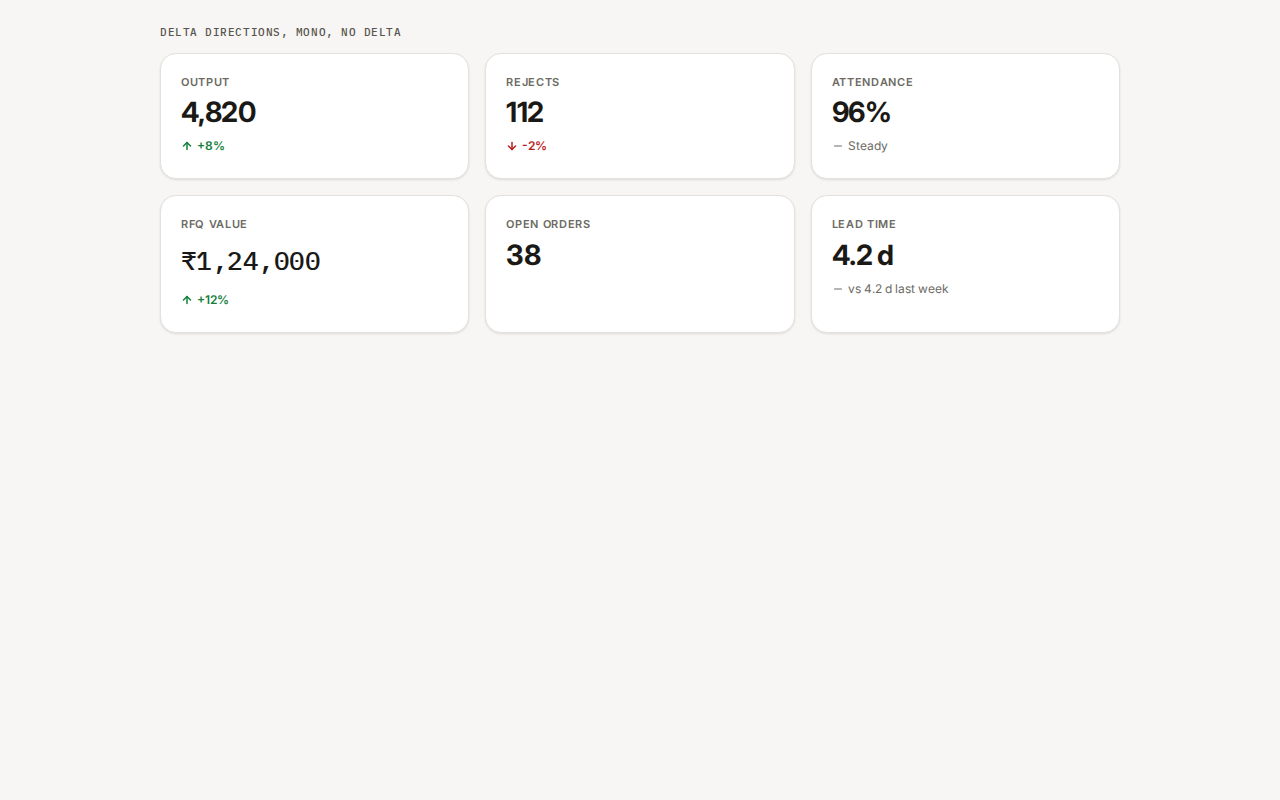 DELTA DIRECTIONS, MONO, NO DELTA
OUTPUT
4,820
↑ +8%
REJECTS
112
↓ -2%
ATTENDANCE
96%
— Steady
RFQ VALUE
₹1,24,000
↑ +12%
OPEN ORDERS
38
LEAD TIME
4.2 d
— vs 4.2 d last week